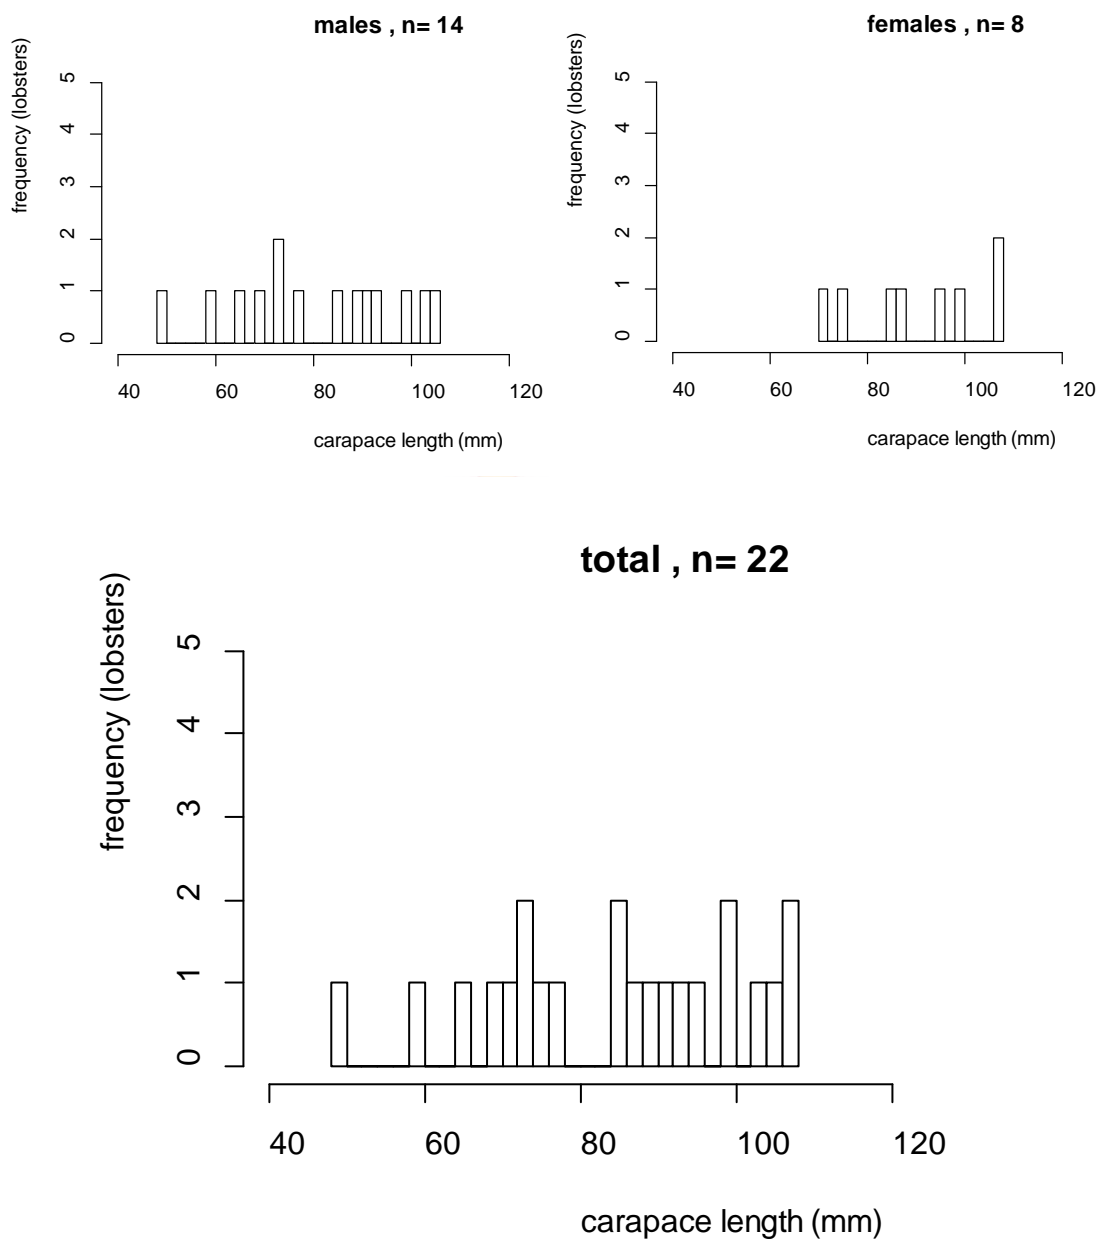 males , n= 14
frequency (lobsters)
5
4
3
2
1
0
40 60 80 100 120
carapace length (mm)
females , n= 8
frequency (lobsters)
5
4
3
2
1
0
40 60 80 100 120
carapace length (mm)
total , n= 22
frequency (lobsters)
5
4
3
2
1
0
40 60 80 100 120
carapace length (mm)